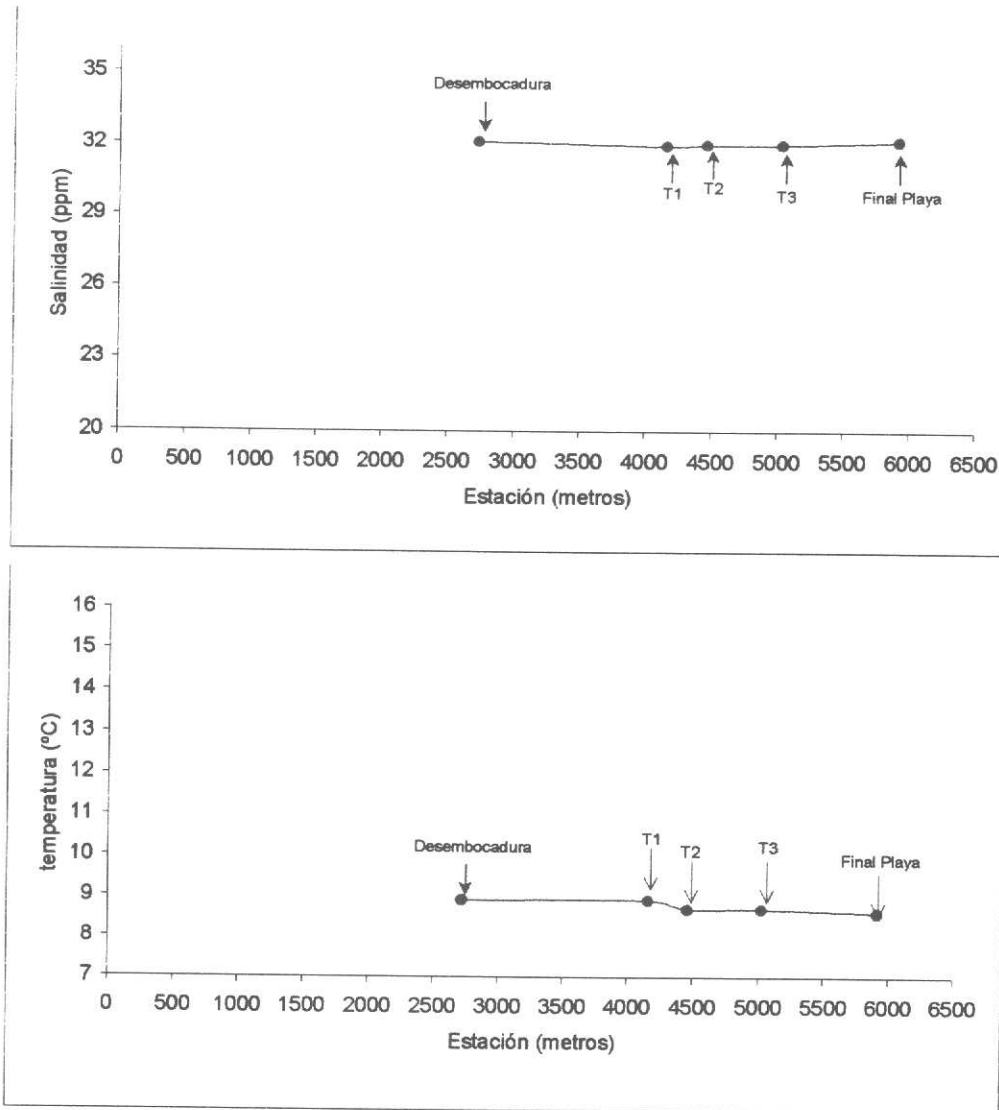 35
Desembocadura
32
T1
T2
T3
Final Playa
29
26
23
20
Salinidad (ppm)
0 500 1000 1500 2000 2500 3000 3500 4000 4500 5000 5500 6000 6500
Estación (metros)
16
15
14
13
12
11
10
9
8
7
temperatura (ºC)
Desembocadura
T1
T2
T3
Final Playa
0 500 1000 1500 2000 2500 3000 3500 4000 4500 5000 5500 6000 6500
Estación (metros)